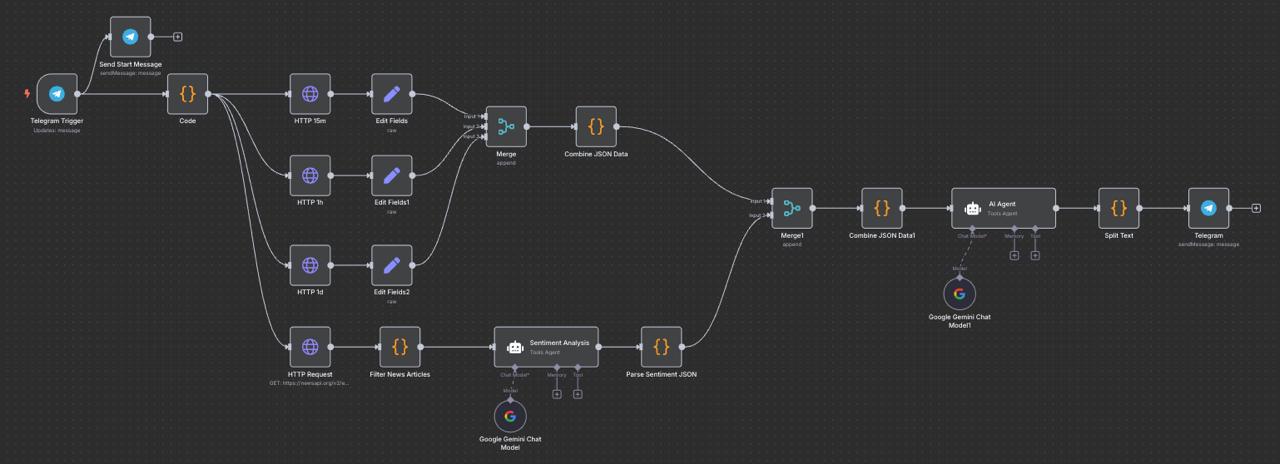 Send Start Message
sendMessage: message
Telegram Trigger
Updates: message
Code
HTTP 15m
Edit Fields
raw
Input 1
Input 2
Input 3
Merge
append
Combine JSON Data
HTTP 1h
Edit Fields1
raw
HTTP 1d
Edit Fields2
raw
HTTP Request
GET: https://newsapi.org/v2/e...
Filter News Articles
Sentiment Analysis
Tools Agent
Chat Model*
Memory
Tool
Model
Google Gemini Chat
Model
Parse Sentiment JSON
Input 1
Input 2
Merge1
append
Combine JSON Data1
AI Agent
Tools Agent
Chat Model*
Memory
Tool
Model
Google Gemini Chat
Model1
Split Text
Telegram
sendMessage: message